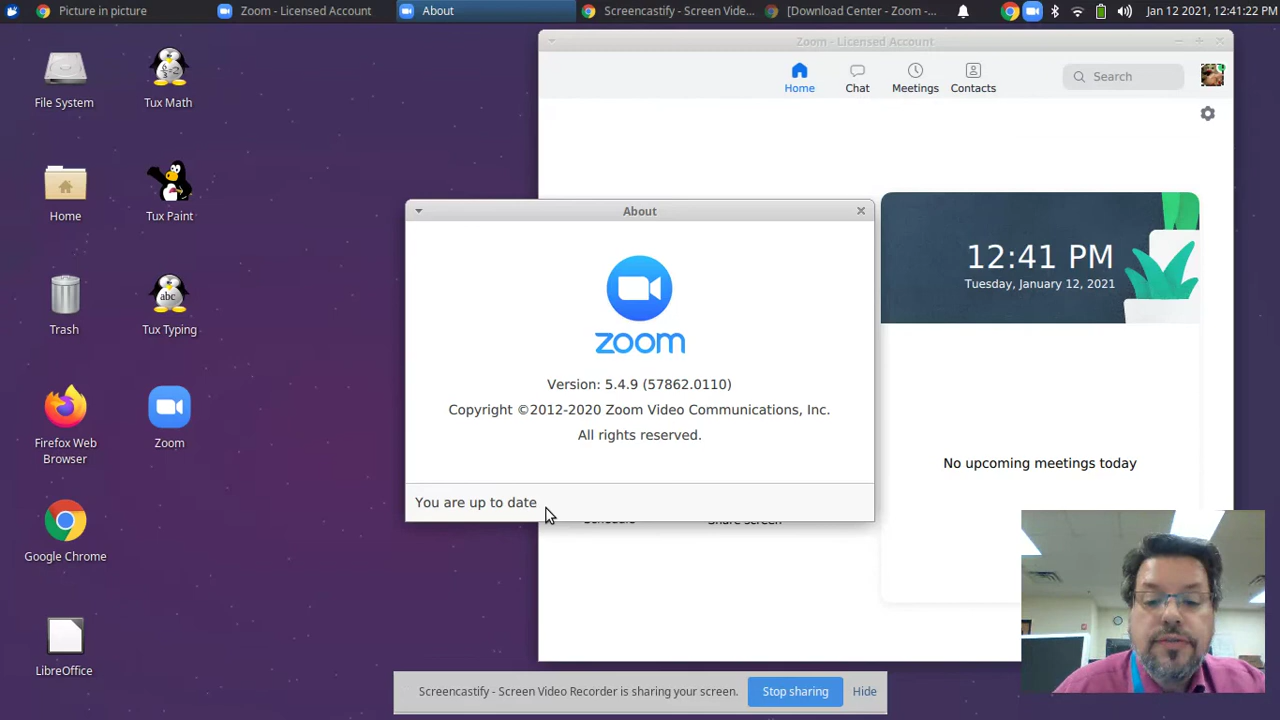 Picture in picture
Zoom - Licensed Account
About
Screencastify - Screen Vide...
[Download Center - Zoom -...
Jan 12 2021, 12:41:22 PM
File System
Tux Math
Home
Tux Paint
Trash
abc
Tux Typing
Firefox Web
Browser
Zoom
Google Chrome
LibreOffice
Zoom - Licensed Account
Home
Chat
Meetings
Contacts
Search
12:41 PM
Tuesday, January 12, 2021
No upcoming meetings today
About
zoom
Version: 5.4.9 (57862.0110)
Copyright ©2012-2020 Zoom Video Communications, Inc.
All rights reserved.
You are up to date
Schedule
Share screen
Screencastify - Screen Video Recorder is sharing your screen.
Stop sharing
Hide